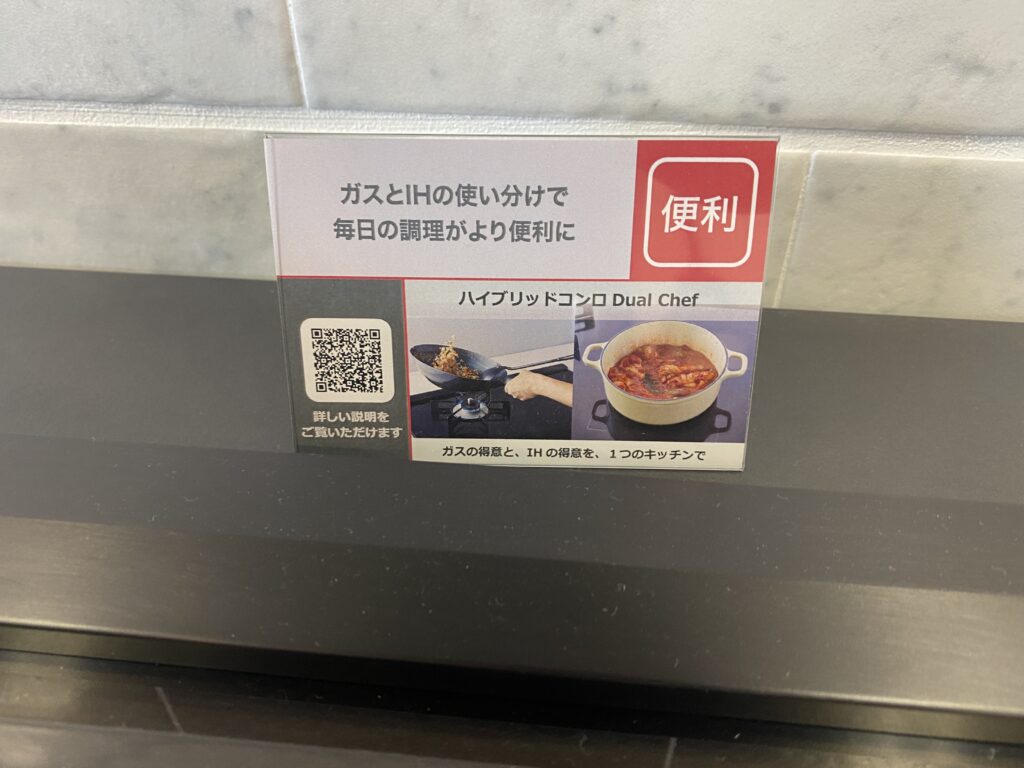 ガスとIHの使い分けで
毎日の調理がより便利に
便利
ハイブリッドコンロ Dual Chef
詳しい説明を
ご覧いただけます
ガスの得意と、IHの得意を、1つのキッチンで